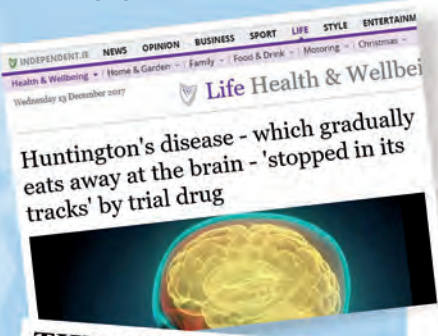 INDEPENDENT.IE NEWS OPINION BUSINESS SPORT LIFE STYLE ENTERTAINM
Health & Wellbeing Home & Garden Family Food & Drink Motoring Christmas
Wednesday 13 December 2017
Life Health & Wellbei
Huntington's disease - which gradually
eats away at the brain - 'stopped in its
tracks' by trial drug